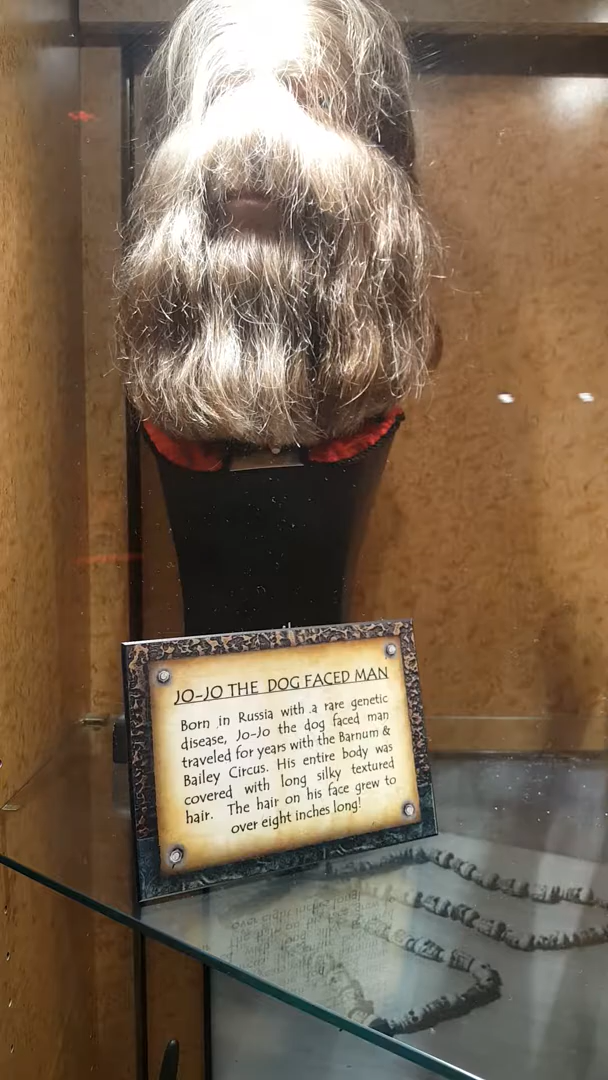 JO-JO THE DOG FACED MAN
Born in Russia with a rare genetic
disease, Jo-Jo the dog faced man
traveled for years with the Barnum &
Bailey Circus. His entire body was
covered with long silky textured
hair. The hair on his face grew to
over eight inches long!